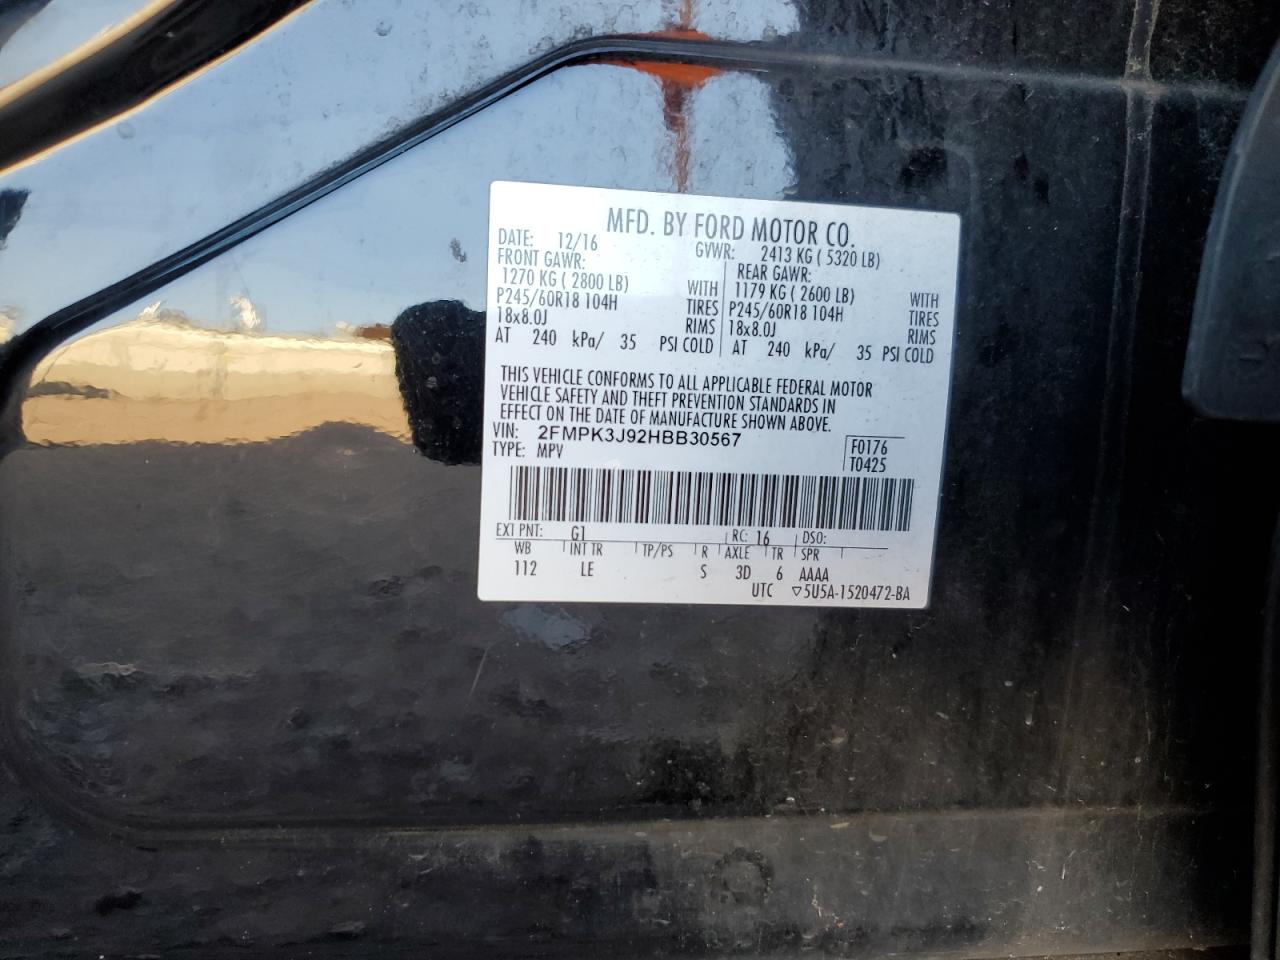 MFD. BY FORD MOTOR CO.
DATE: 12/16 GVWR: 2413 KG ( 5320 LB)
FRONT GAWR: REAR GAWR:
1270 KG ( 2800 LB) WITH 1179 KG ( 2600 LB) WITH
P245/60R18 104H TIRES P245/60R18 104H TIRES
18x8.0J RIMS 18x8.0J RIMS
AT 240 kPa/ 35 PSI COLD AT 240 kPa/ 35 PSI COLD
THIS VEHICLE CONFORMS TO ALL APPLICABLE FEDERAL MOTOR
VEHICLE SAFETY AND THEFT PREVENTION STANDARDS IN
EFFECT ON THE DATE OF MANUFACTURE SHOWN ABOVE.
VIN: 2FMPK3J92HBB30567 F0176
TYPE: MPV T0425
EXT PNT: G1 RC: 16 DSO:
WB INT TR TP/PS R AXLE TR SPR
112 LE S 3D 6 AAAA
UTC ▽5U5A-1520472-BA